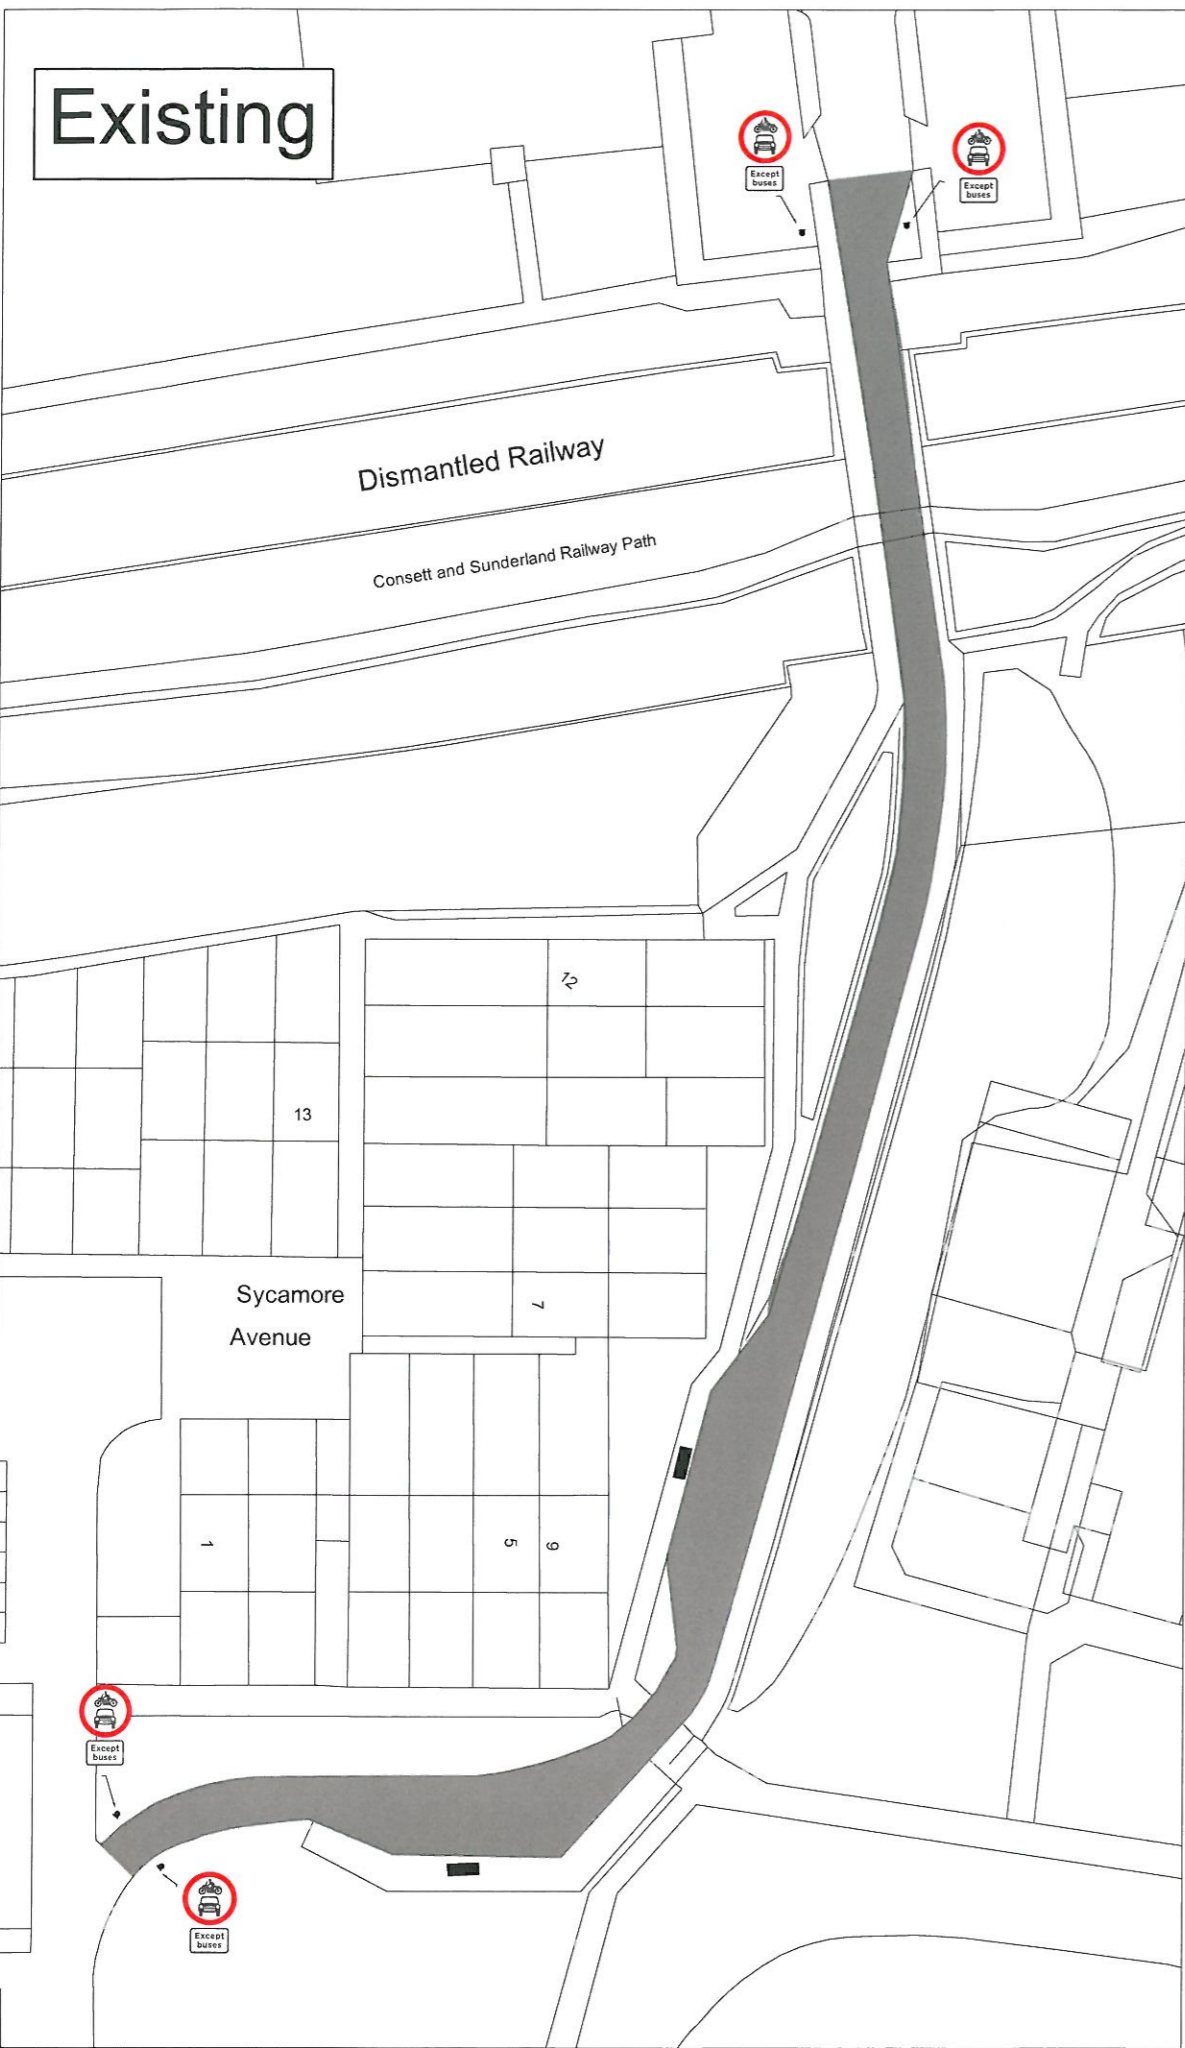 Existing
Except
buses
Except
buses
Dismantled Railway
Consett and Sunderland Railway Path
12
13
Sycamore
Avenue
7
1
5
9
Except
buses
Except
buses